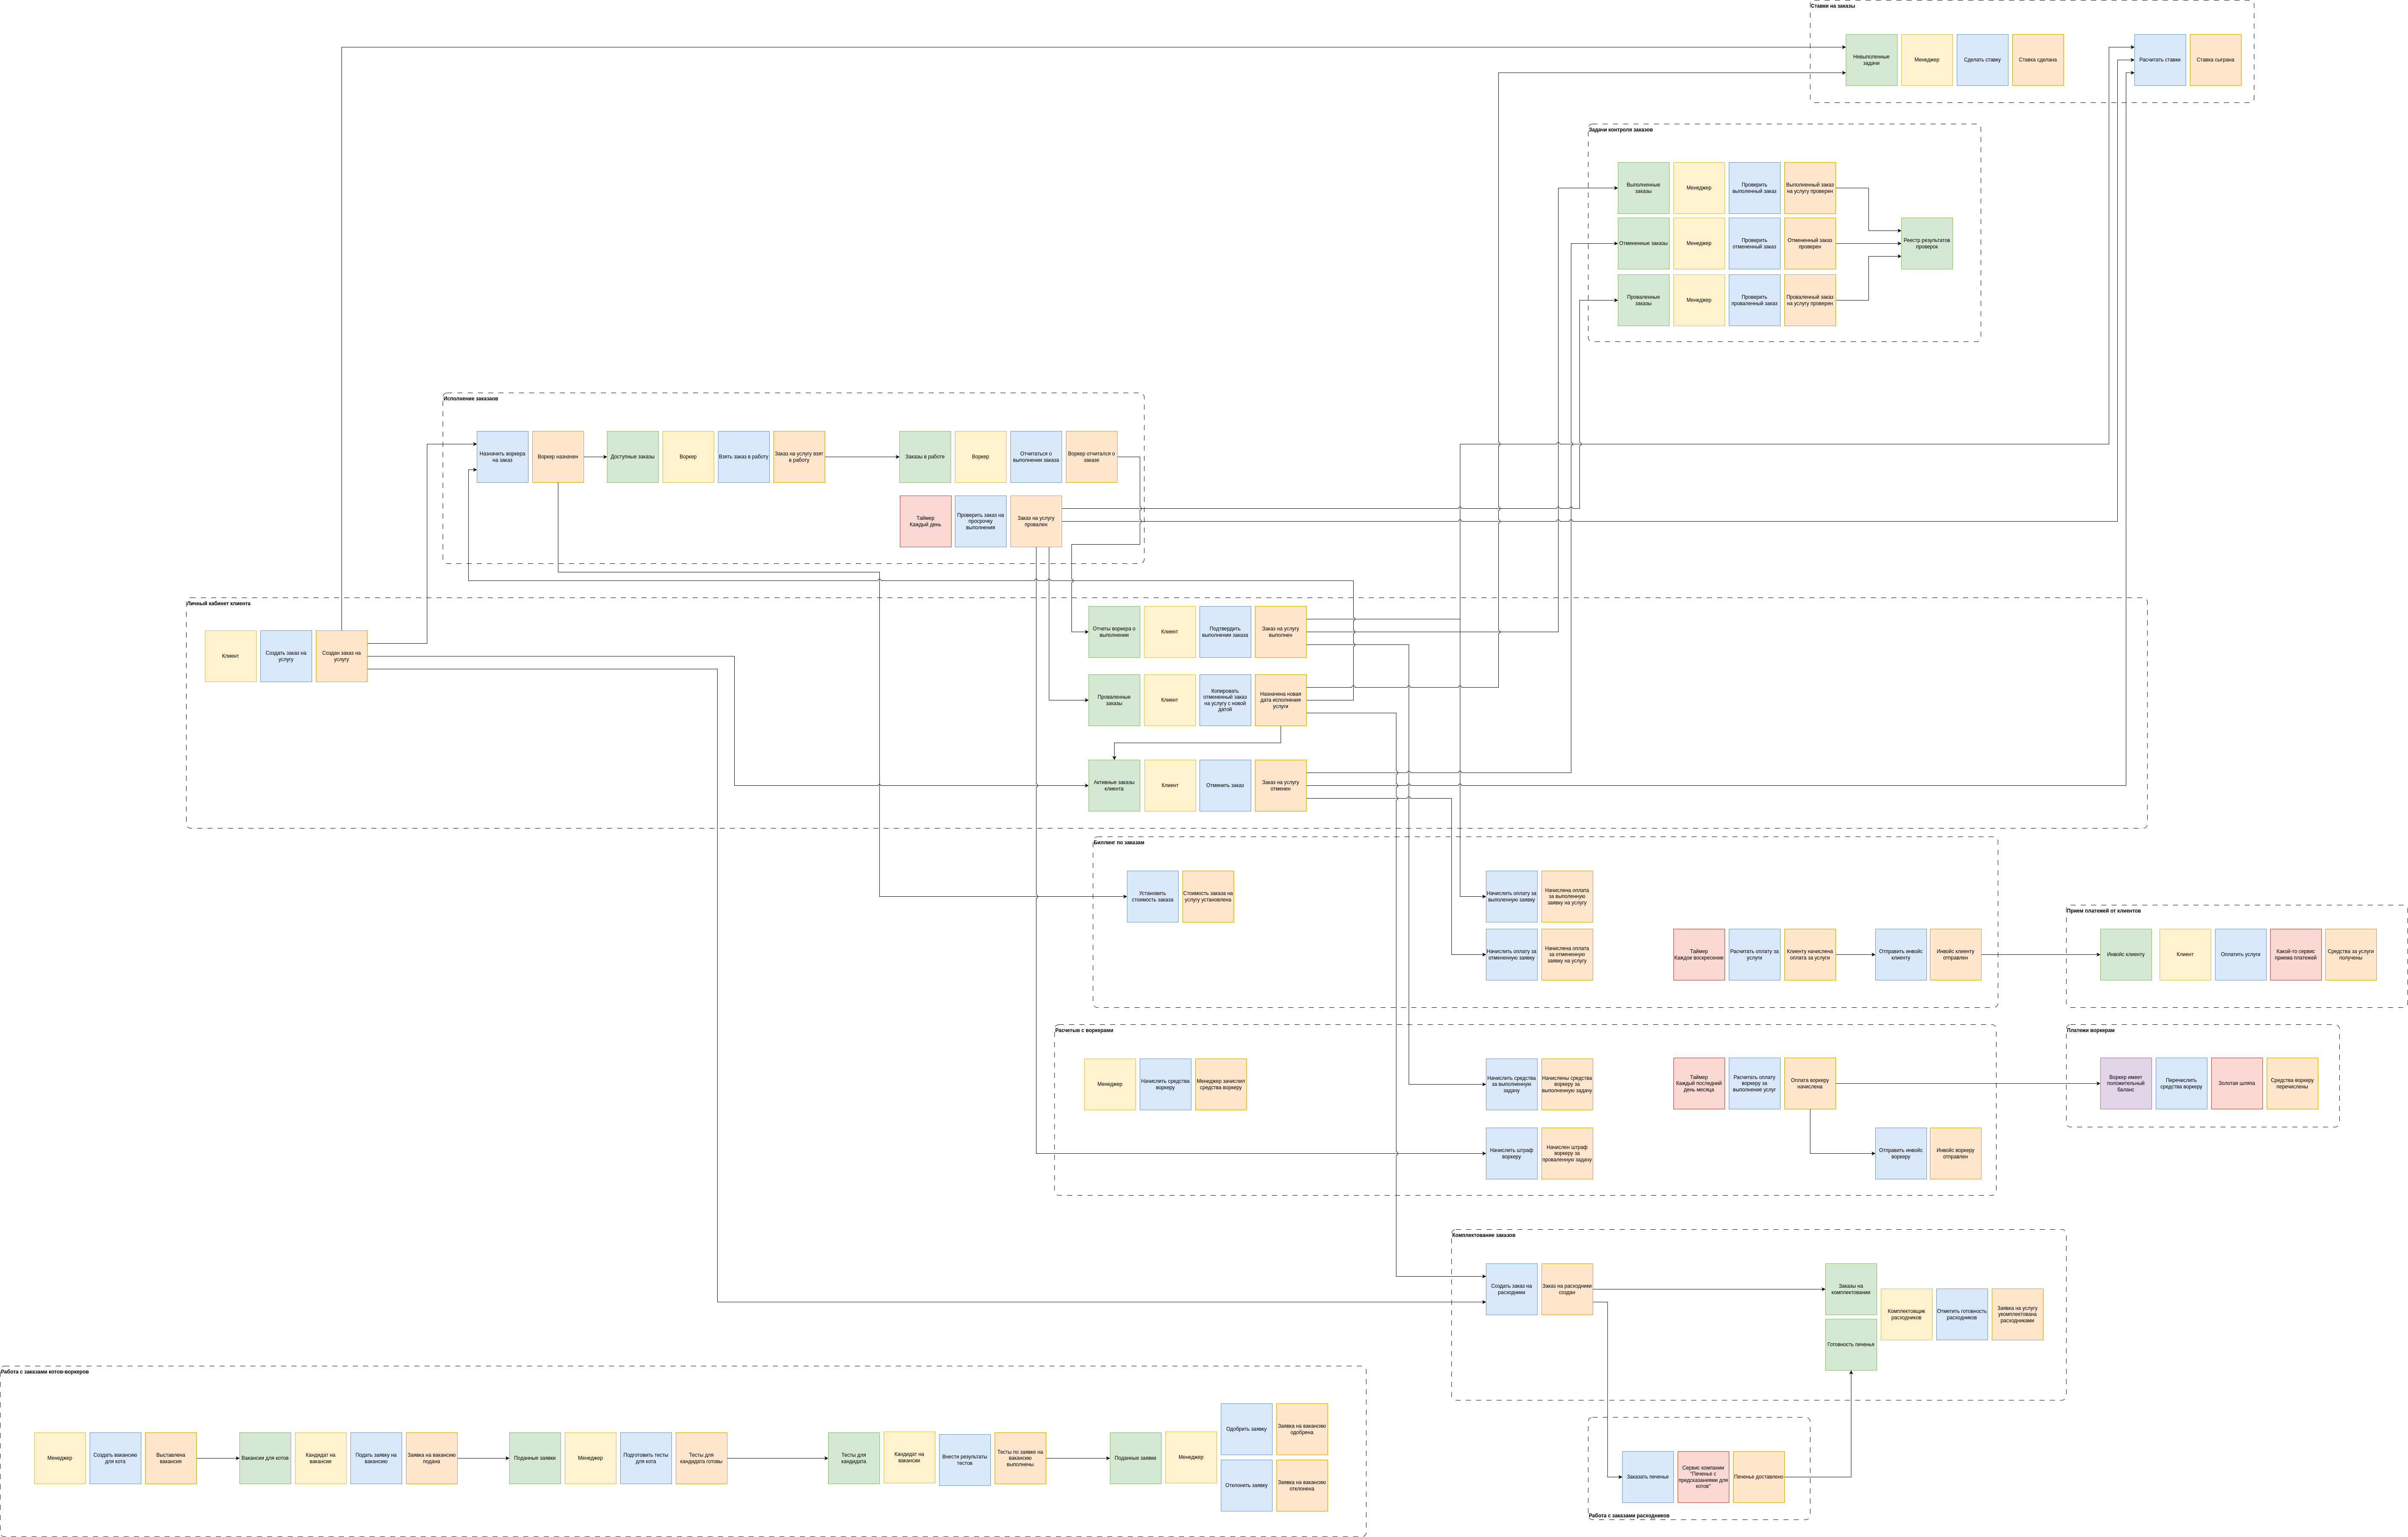 Ставки на заказы
Невыполенные
задачи
Менеджер
Сделать ставку
Ставка сделана
Расчитать ставки
Ставка сыграна
Задачи контроля заказов
Выполненные
заказы
Менеджер
Проверить
выполенный заказ
Выполненный заказ
на услугу проверен
Отмененные заказы
Менеджер
Проверить
отмененный заказ
Отмененный заказ
проверен
Реестр результатов
проверок
Проваленные
заказы
Менеджер
Проверить
проваленный заказ
Проваленный заказ
на услугу проверен
Исполнение заказаов
Назначить воркера
на заказ
Воркер назначен
Доступные заказы
Воркер
Взять заказ в работу
Заказ на услугу взят
в работу
Заказы в работе
Воркер
Отчитаться о
выполнении заказа
Воркер отчитался о
заказе
Таймер
Каждый день
Проверить заказ на
просрочку
выполнения
Заказ на услугу
провален
Личный кабинет клиента
Клиент
Создать заказ на
услугу
Создан заказ на
услугу
Отчеты воркера о
выполнении
Клиент
Подтвердить
выполнении заказа
Заказ на услугу
выполнен
Проваленные
заказы
Клиент
Копировать
отмененный заказ
на услугу с новой
датой
Назначена новая
дата исполнения
услуги
Активные заказы
клиента
Клиент
Отменить заказ
Заказ на услугу
отменен
Биллинг по заказам
Установить
стоимость заказа
Стоимость заказа на
услугу установлена
Начислить оплату за
выполенную заявку
Начислена оплата
за выполненную
заявку на услугу
Начислить оплату за
отмененную заявку
Начислена оплата
за отмененную
заявку на услугу
Таймер
Каждое воскресение
Расчитать оплату за
услуги
Клиенту начислена
оплата за услуги
Отправить инвойс
клиенту
Инвойс клиенту
отправлен
Прием платежей от клиентов
Инвойс клиенту
Клиент
Оплатить услуги
Какой-то сервис
приема платежей
Средства за услуги
получены
Расчетыв с воркерами
Менеджер
Начислить средства
воркеру
Менеджер зачислил
средства воркеру
Начислить средства
за выполненную
задачу
Начислены средства
воркеру за
выполненную задачу
Таймер
Каждый последний
день месяца
Расчитать оплату
воркеру за
выполнение услуг
Оплата воркеру
начислена
Начислить штраф
воркеру
Начислен штраф
воркеру за
проваленную задачу
Отправить инвойс
воркеру
Инвойс воркеру
отправлен
Платежи воркерам
Воркер имеет
положительный
баланс
Перечислить
средства воркеру
Золотая шляпа
Средства воркеру
перечислены
Комплектование заказов
Создать заказ на
расходники
Заказ на расходники
создан
Заказы на
комплектовании
Готовность печенья
Комплектовщик
расходников
Отметить готовность
расходников
Заявка на услугу
укомплектована
расходниками
Работа с заказами котов-воркеров
Менеджер
Создать вакансию
для кота
Выставлена
вакансия
Вакансии для котов
Кандидат на
вакансии
Подать заявку на
вакансию
Заявка на вакансию
подана
Поданные заявки
Менеджер
Подготовить тесты
для кота
Тесты для
кандидата готовы
Тесты для
кандидата
Кандидат на
вакансии
Внести результаты
тестов
Тесты по заявке на
вакансию
выполнены
Поданные заявки
Менеджер
Одобрить заявку
Заявка на вакансию
одобрена
Отклонить заявку
Заявка на вакансию
отклонена
Заказать печенье
Сервис компании
"Печенье с
предсказаниями для
котов"
Печенье доставлено
Работа с заказами расходников